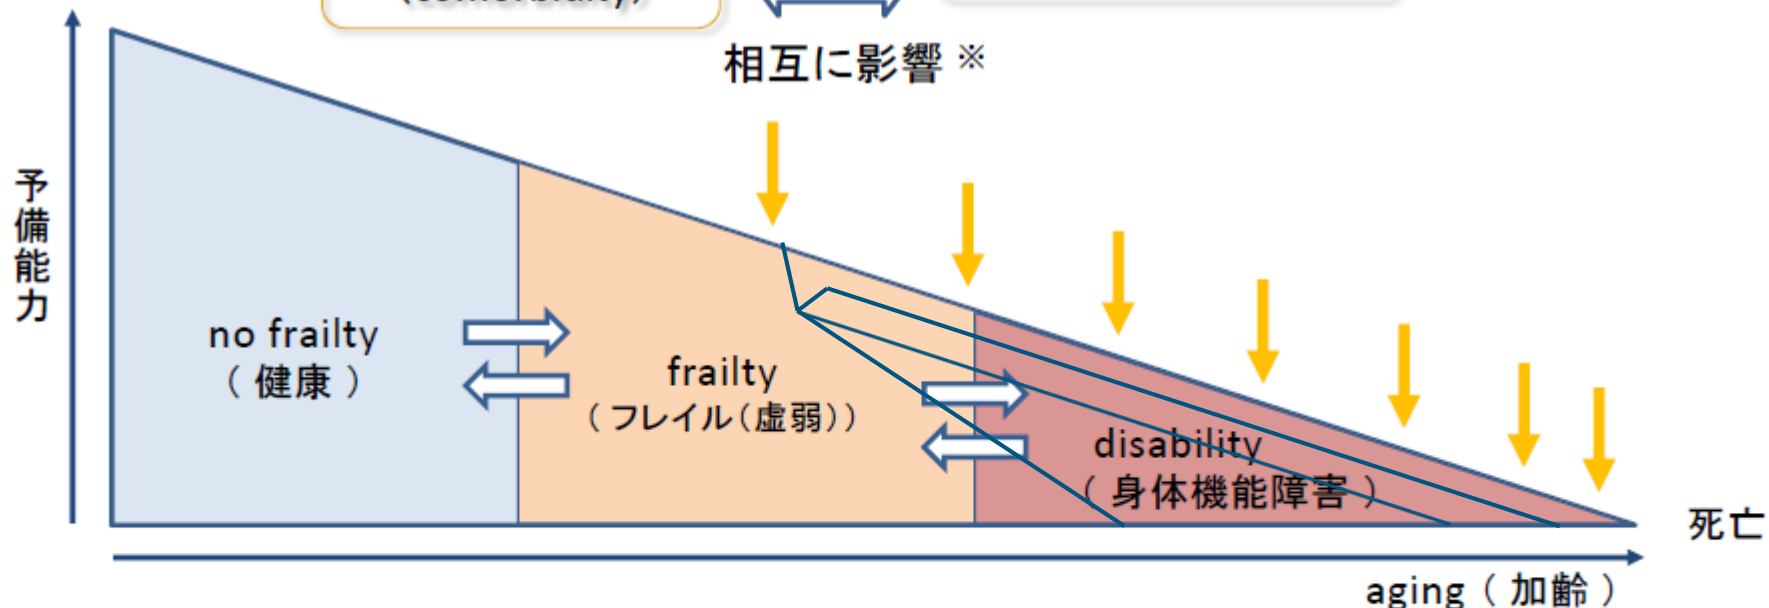 相互に影響 ※
予備能力
no frailty
（ 健康 ）
frailty
（ フレイル（虚弱））
disability
（ 身体機能障害 ）
死亡
aging（ 加齢 ）